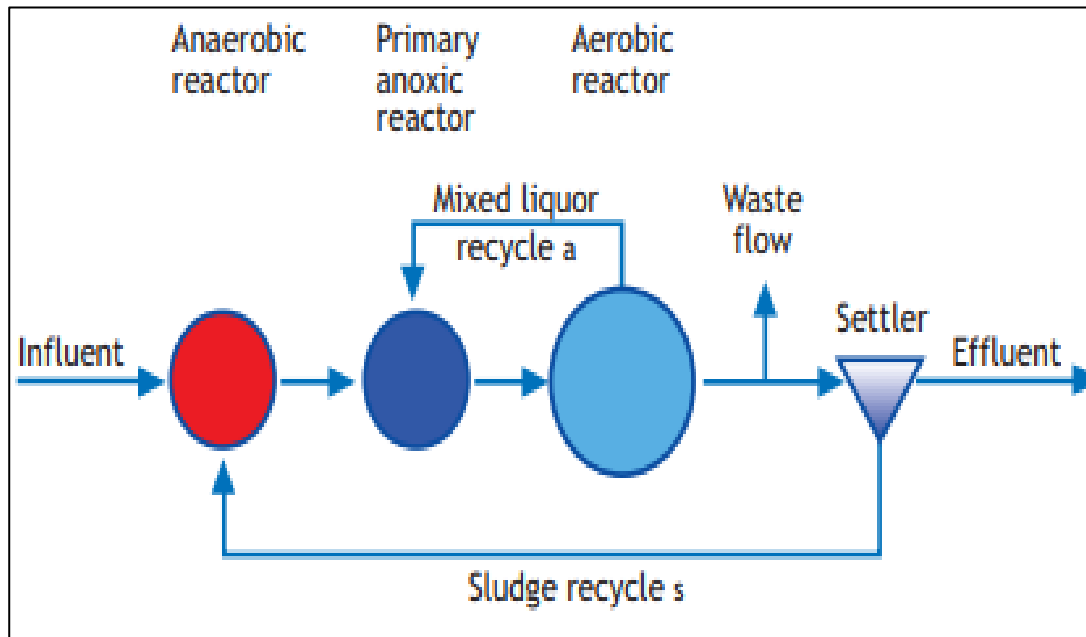 Anaerobic
reactor
Primary
anoxic
reactor
Aerobic
reactor
Mixed liquor
recycle a
Waste
flow
Settler
Influent
Effluent
Sludge recycle s